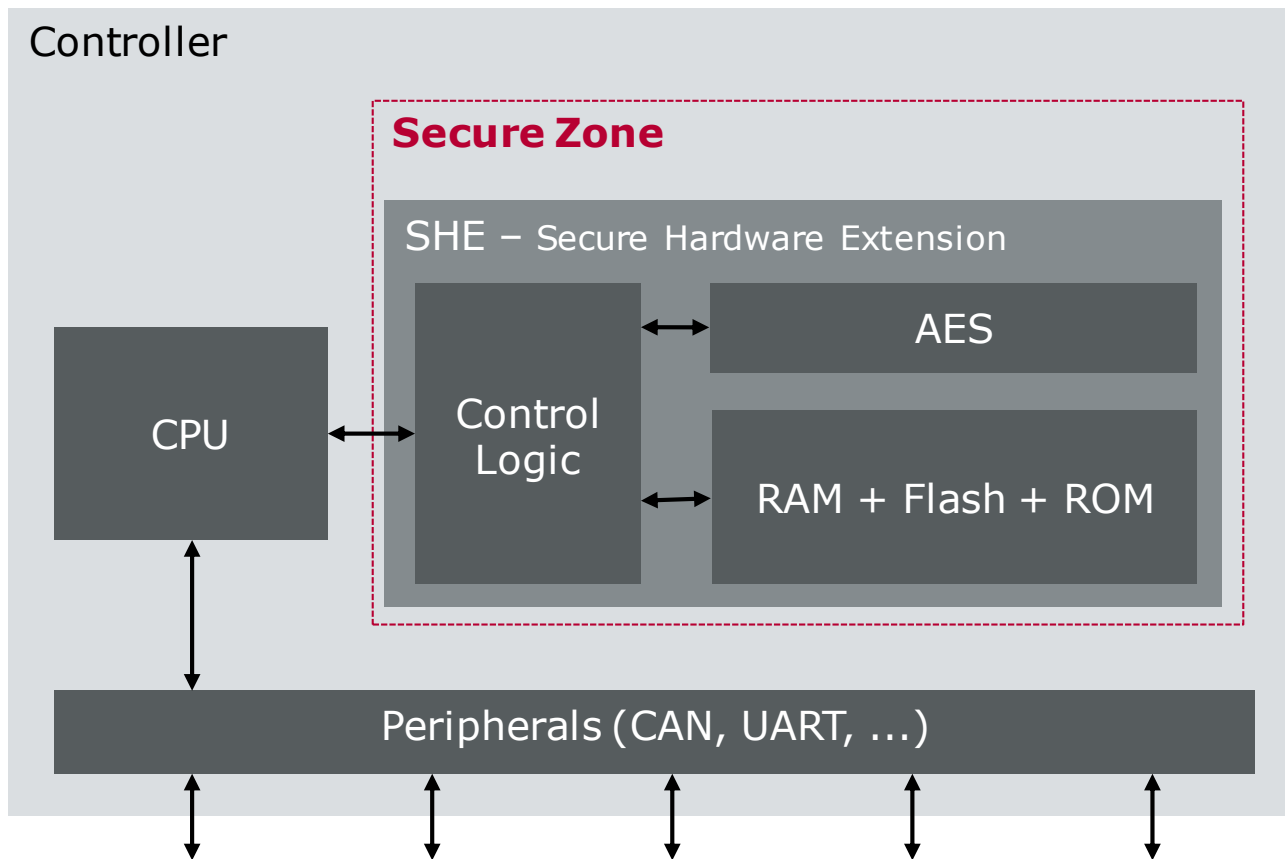 Controller
Secure Zone
SHE – Secure Hardware Extension
AES
CPU
Control
Logic
RAM + Flash + ROM
Peripherals (CAN, UART, ...)